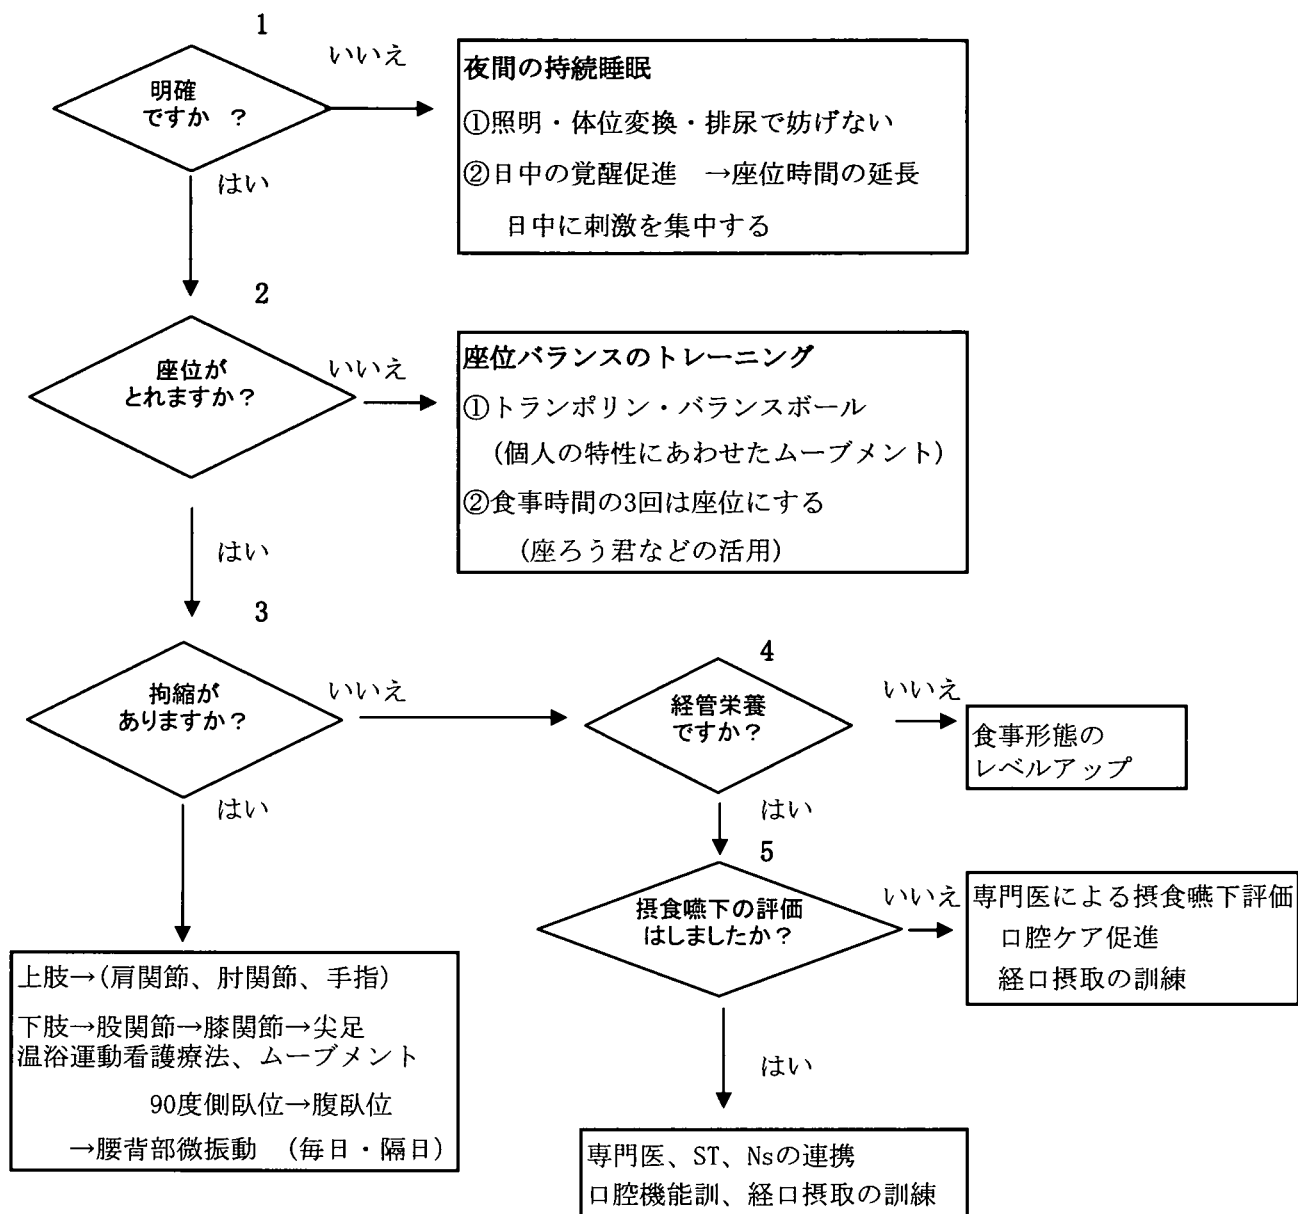 1
明確
ですか ？
いいえ
はい
夜間の持続睡眠
①照明・体位変換・排尿で妨げない
②日中の覚醒促進 →座位時間の延長
日中に刺激を集中する
2
座位が
とれますか？
いいえ
はい
座位バランスのトレーニング
①トランポリン・バランスボール
(個人の特性にあわせたムーブメント)
②食事時間の3回は座位にする
(座ろう君などの活用)
3
拘縮が
ありますか？
いいえ
はい
4
経管栄養
ですか？
いいえ
はい
食事形態の
レベルアップ
5
摂食嚥下の評価
はしましたか？
いいえ
はい
専門医による摂食嚥下評価
口腔ケア促進
経口摂取の訓練
上肢→(肩関節、肘関節、手指)
下肢→股関節→膝関節→尖足
温浴運動看護療法、ムーブメント
90度側臥位→腹臥位
→腰背部微振動 (毎日・隔日)
専門医、ST、Nsの連携
口腔機能訓、経口摂取の訓練